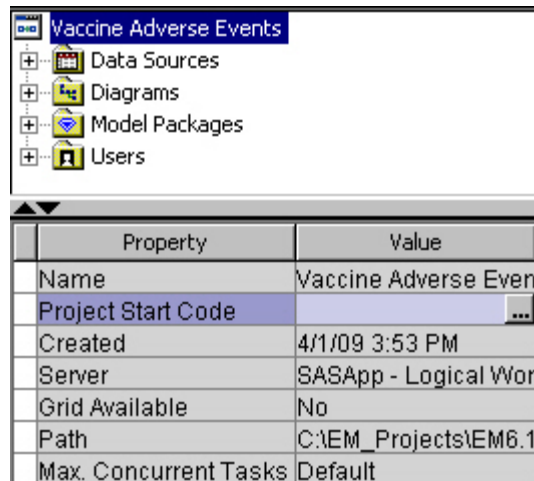 Vaccine Adverse Events
Data Sources
Diagrams
Model Packages
Users
Property Value
Name Vaccine Adverse Even
Project Start Code ...
Created 4/1/09 3:53 PM
Server SASApp - Logical Wor
Grid Available No
Path C:\EM_Projects\EM6.1
Max. Concurrent Tasks Default